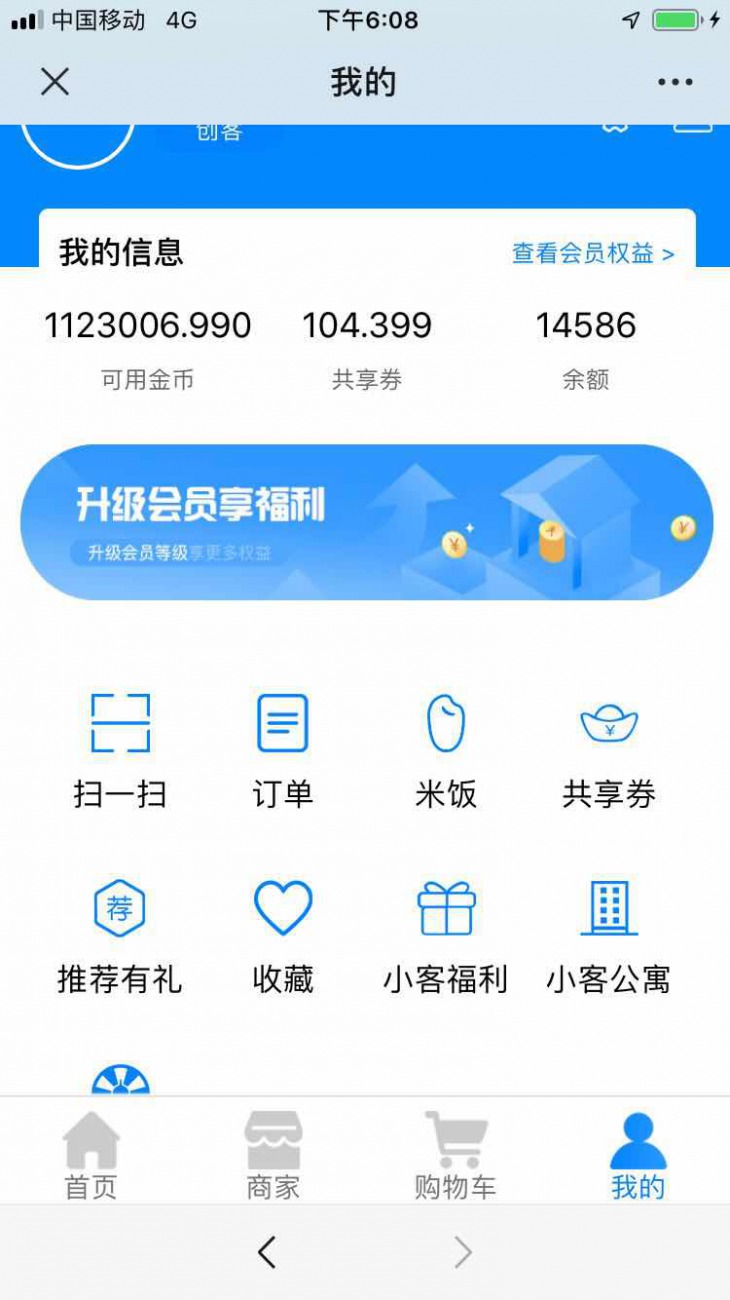 中国移动 4G 下午6:08
我的
创客
我的信息 查看会员权益 >
1123006.990 104.399 14586
可用金币 共享券 余额
升级会员享福利
升级会员等级享更多权益
扫一扫 订单 米饭 共享券
荐
推荐有礼 收藏 小客福利 小客公寓
首页 商家 购物车 我的